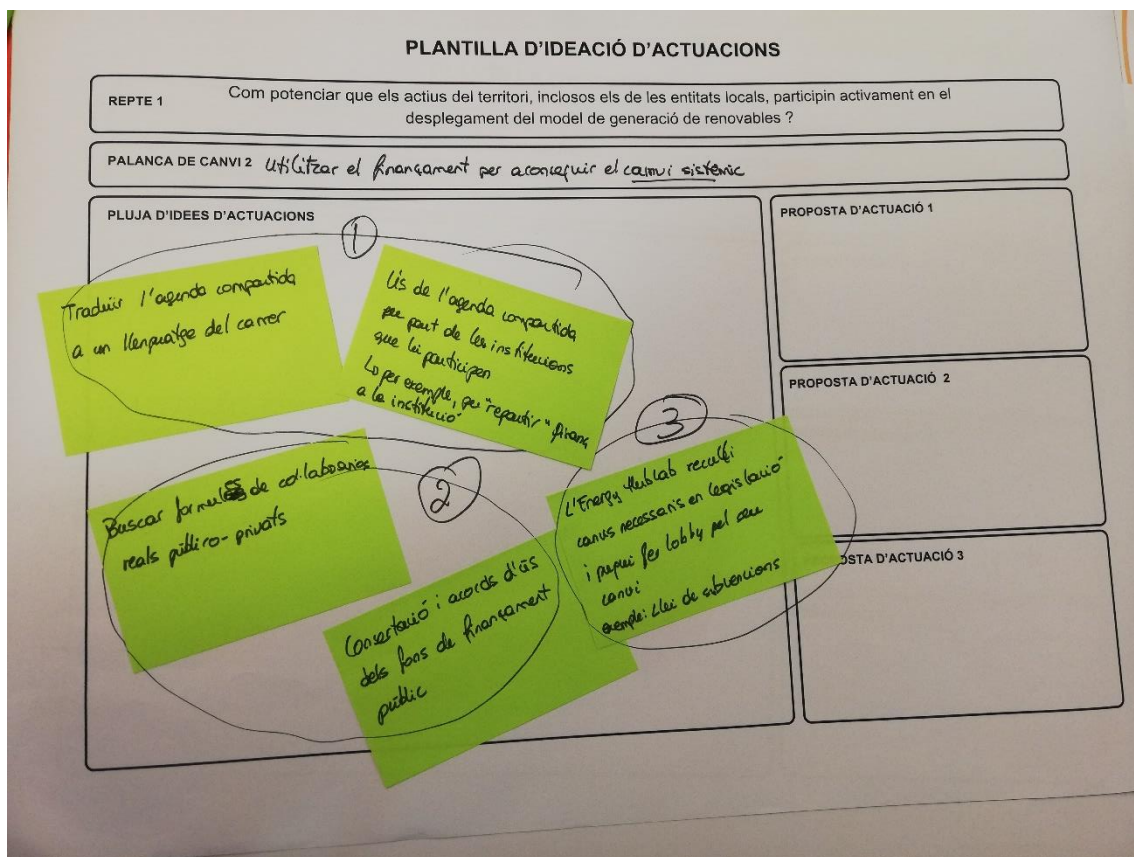 PLANTILLA D'IDEACIÓ D'ACTUACIONS
REPTE 1
Com potenciar que els actius del territori, inclosos els de les entitats locals, participin activament en el
desplegament del model de generació de renovables ?
PALANCA DE CANVI 2 Utilitzar el finançament per aconseguir el canvi sistèmic
PLUJA D'IDEES D'ACTUACIONS
1
Traduir l'agenda compartida
a un llenguatge del carrer
Ús de l'agenda compartida
per part de les institucions
que hi participen
per exemple, per "repartir" finanç
a la institució
2
Buscar formules de col·laboracions
reals público-privats
Consertació i acords d'ús
dels fons de finançament
públic
3
L'Energy Hublab reculli
canvis necessaris en legislació
i pugui fer lobby pel seu
canvi
exemple: Llei de subvencions
PROPOSTA D'ACTUACIÓ 1
PROPOSTA D'ACTUACIÓ 2
OSTA D'ACTUACIÓ 3